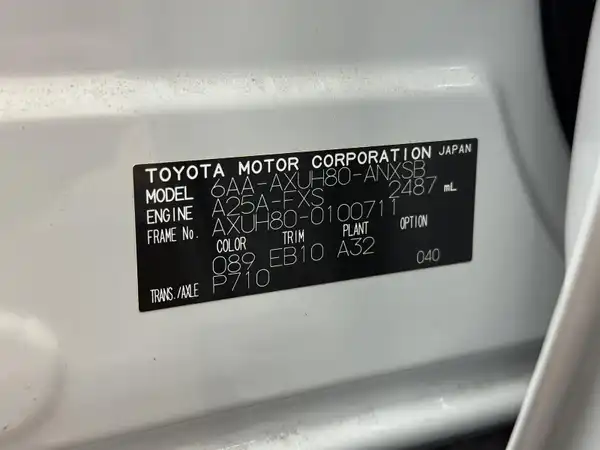 TOYOTA MOTOR CORPORATION JAPAN
MODEL 6AA-AXUH80-ANXSB
ENGINE A25A-FXS 2487 mL
FRAME No. AXUH80-0100711
COLOR TRIM PLANT OPTION
089 EB10 A32 040
TRANS./AXLE P710